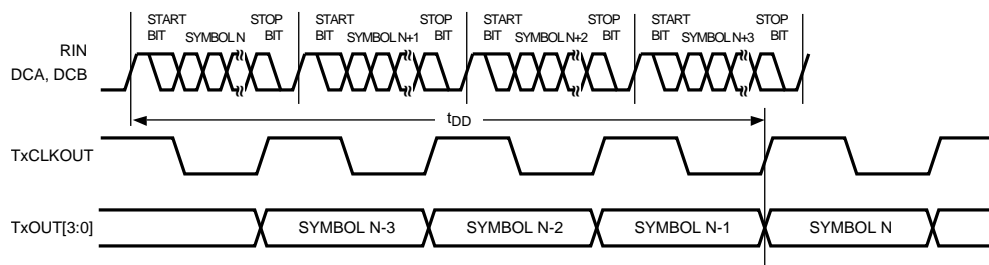 START STOP START STOP START STOP START STOP
RIN BIT SYMBOL N BIT BIT SYMBOL N+1 BIT BIT SYMBOL N+2 BIT BIT SYMBOL N+3 BIT
DCA, DCB
tDD
TxCLKOUT
TxOUT[3:0] SYMBOL N-3 SYMBOL N-2 SYMBOL N-1 SYMBOL N